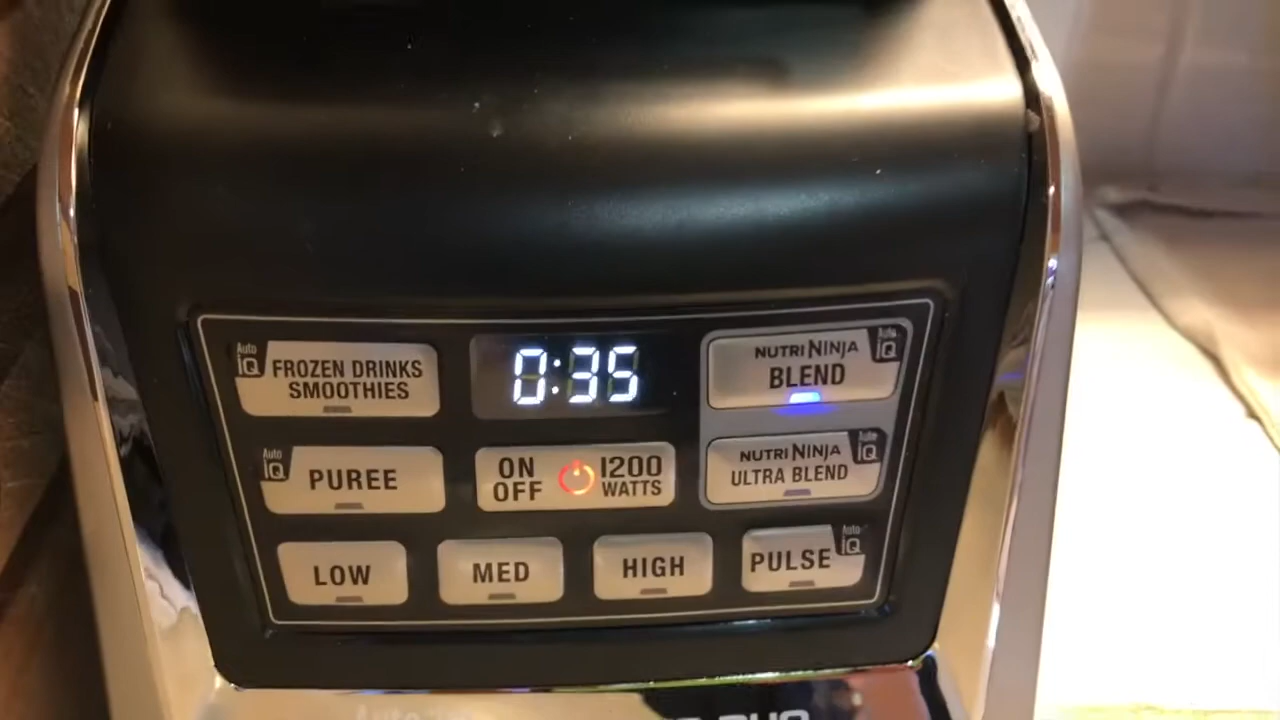 Auto
iQ
FROZEN DRINKS
SMOOTHIES
0:35
NUTRI NINJA
BLEND
Auto
iQ
Auto
iQ
PUREE
ON
OFF
1200
WATTS
NUTRI NINJA
ULTRA BLEND
Auto
iQ
LOW
MED
HIGH
PULSE
Auto
iQ
DUO